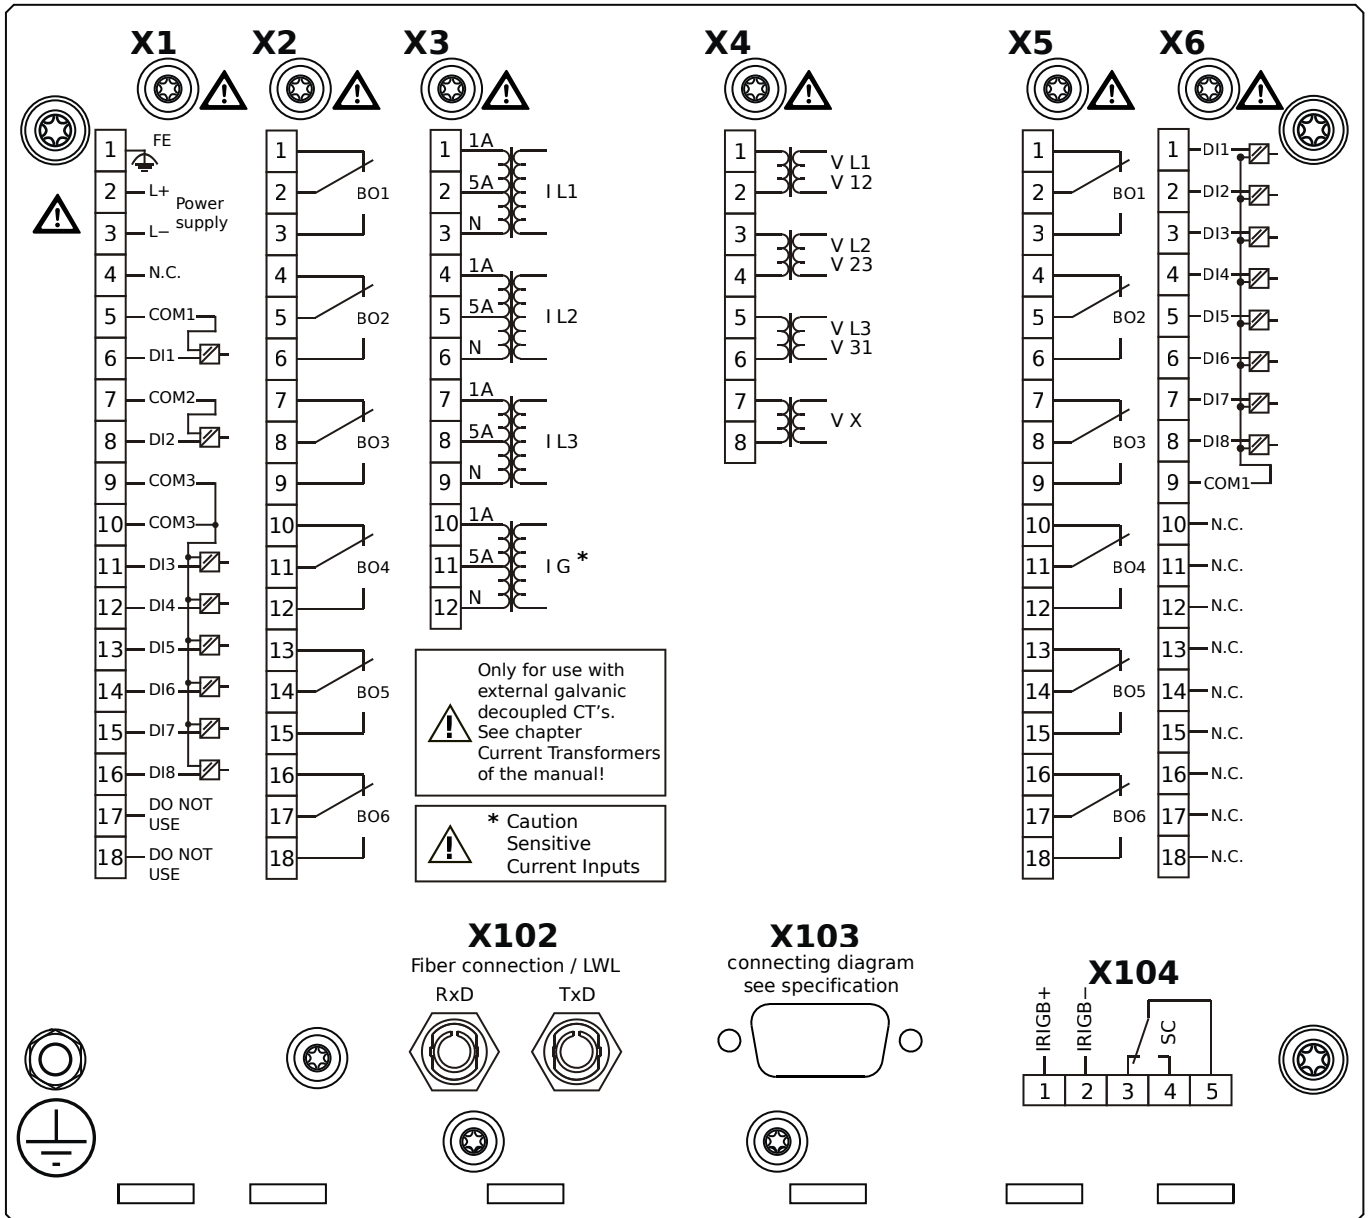 X1
X2
X3
X4
X5
X6
1 FE
2 L+
Power
supply
3 L−
4 N.C.
5 COM1
6 DI1
7 COM2
8 DI2
9 COM3
10 COM3
11 DI3
12 DI4
13 DI5
14 DI6
15 DI7
16 DI8
17 DO NOT
USE
18 DO NOT
USE
1
2 BO1
3
4
5 BO2
6
7
8 BO3
9
10
11 BO4
12
13
14 BO5
15
16
17 BO6
18
1 1A
2 5A I L1
3 N
4 1A
5 5A I L2
6 N
7 1A
8 5A I L3
9 N
10 1A
11 5A I G *
12 N
Only for use with
external galvanic
decoupled CT's.
See chapter
Current Transformers
of the manual!
* Caution
Sensitive
Current Inputs
1 V L1
2 V 12
3 V L2
4 V 23
5 V L3
6 V 31
7 V X
8
1
2 BO1
3
4
5 BO2
6
7
8 BO3
9
10
11 BO4
12
13
14 BO5
15
16
17 BO6
18
1 DI1
2 DI2
3 DI3
4 DI4
5 DI5
6 DI6
7 DI7
8 DI8
9 COM1
10 N.C.
11 N.C.
12 N.C.
13 N.C.
14 N.C.
15 N.C.
16 N.C.
17 N.C.
18 N.C.
X102
Fiber connection / LWL
RxD TxD
X103
connecting diagram
see specification
X104
IRIGB+
IRIGB−
SC
1 2 3 4 5